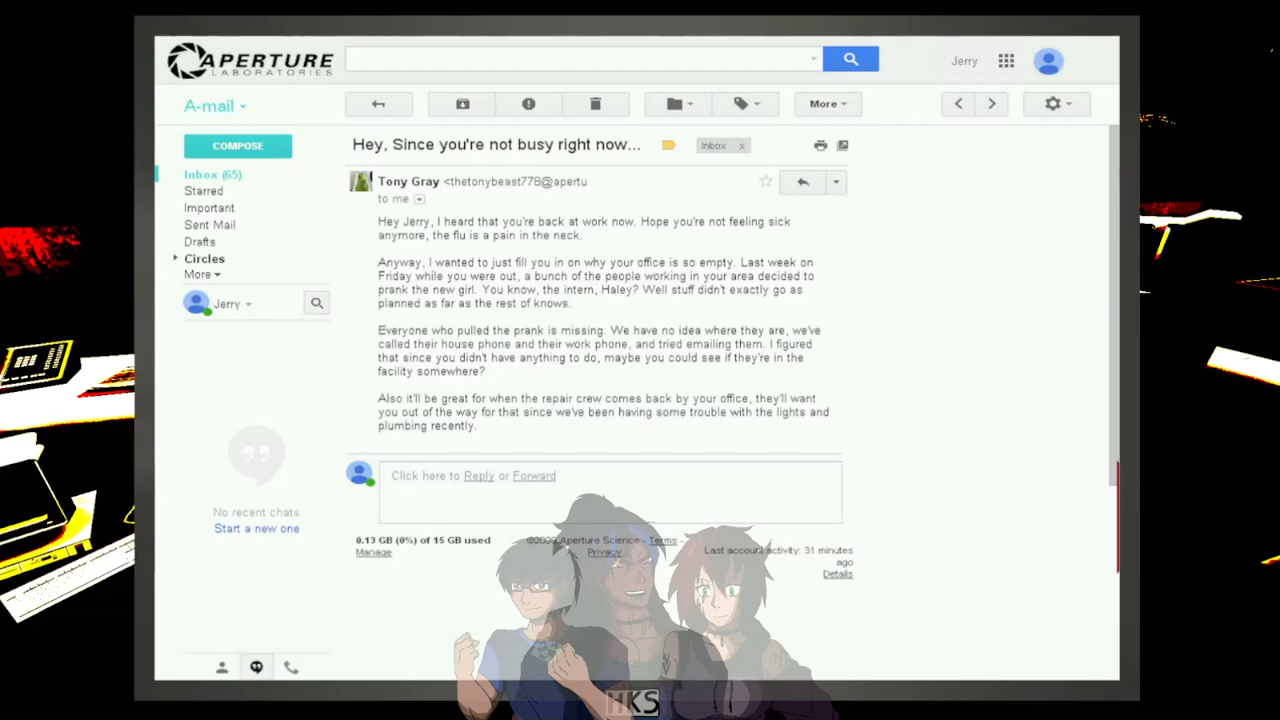 APERTURE
LABORATORIES
Jerry
A-mail
More
Hey, Since you're not busy right now...
Inbox x
COMPOSE
Inbox (65)
Starred
Important
Sent Mail
Drafts
Circles
More
Jerry
Tony Gray <thetonybeast778@apertu
to me
Hey Jerry, I heard that you're back at work now. Hope you're not feeling sick
anymore, the flu is a pain in the neck.
Anyway, I wanted to just fill you in on why your office is so empty. Last week on
Friday while you were out, a bunch of the people working in your area decided to
prank the new girl. You know, the intern, Haley? Well stuff didn't exactly go as
planned as far as the rest of knows.
Everyone who pulled the prank is missing. We have no idea where they are, we've
called their house phone and their work phone, and tried emailing them. I figured
that since you didn't have anything to do, maybe you could see if they're in the
facility somewhere?
Also it'll be great for when the repair crew comes back by your office, they'll want
you out of the way for that since we've been having some trouble with the lights and
plumbing recently.
Click here to Reply or Forward
No recent chats
Start a new one
0.13 GB (0%) of 15 GB used
Manage
Aperture Science - Terms -
Privacy
Last account activity: 31 minutes
ago
Details
HKS